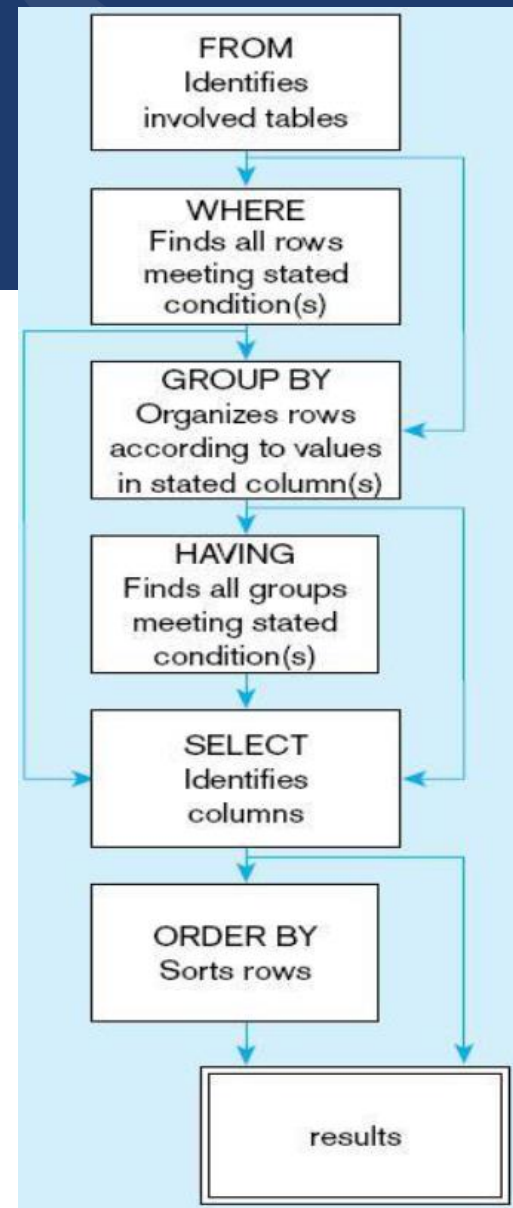 FROM
Identifies
involved tables
WHERE
Finds all rows
meeting stated
condition(s)
GROUP BY
Organizes rows
according to values
in stated column(s)
HAVING
Finds all groups
meeting stated
condition(s)
SELECT
Identifies
columns
ORDER BY
Sorts rows
results